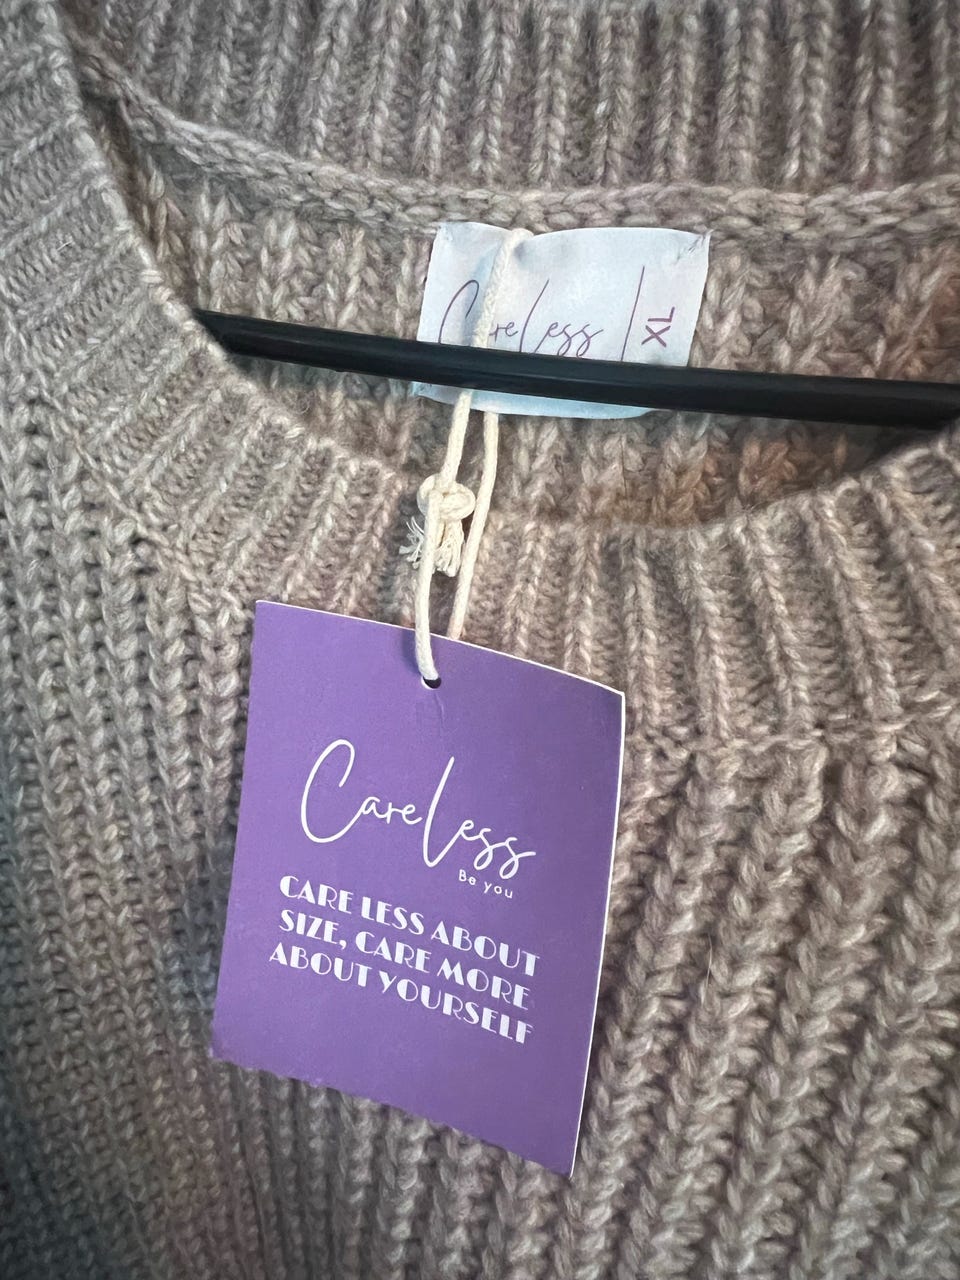 CareLess | XL
CareLess
Be you
CARE LESS ABOUT
SIZE, CARE MORE
ABOUT YOURSELF